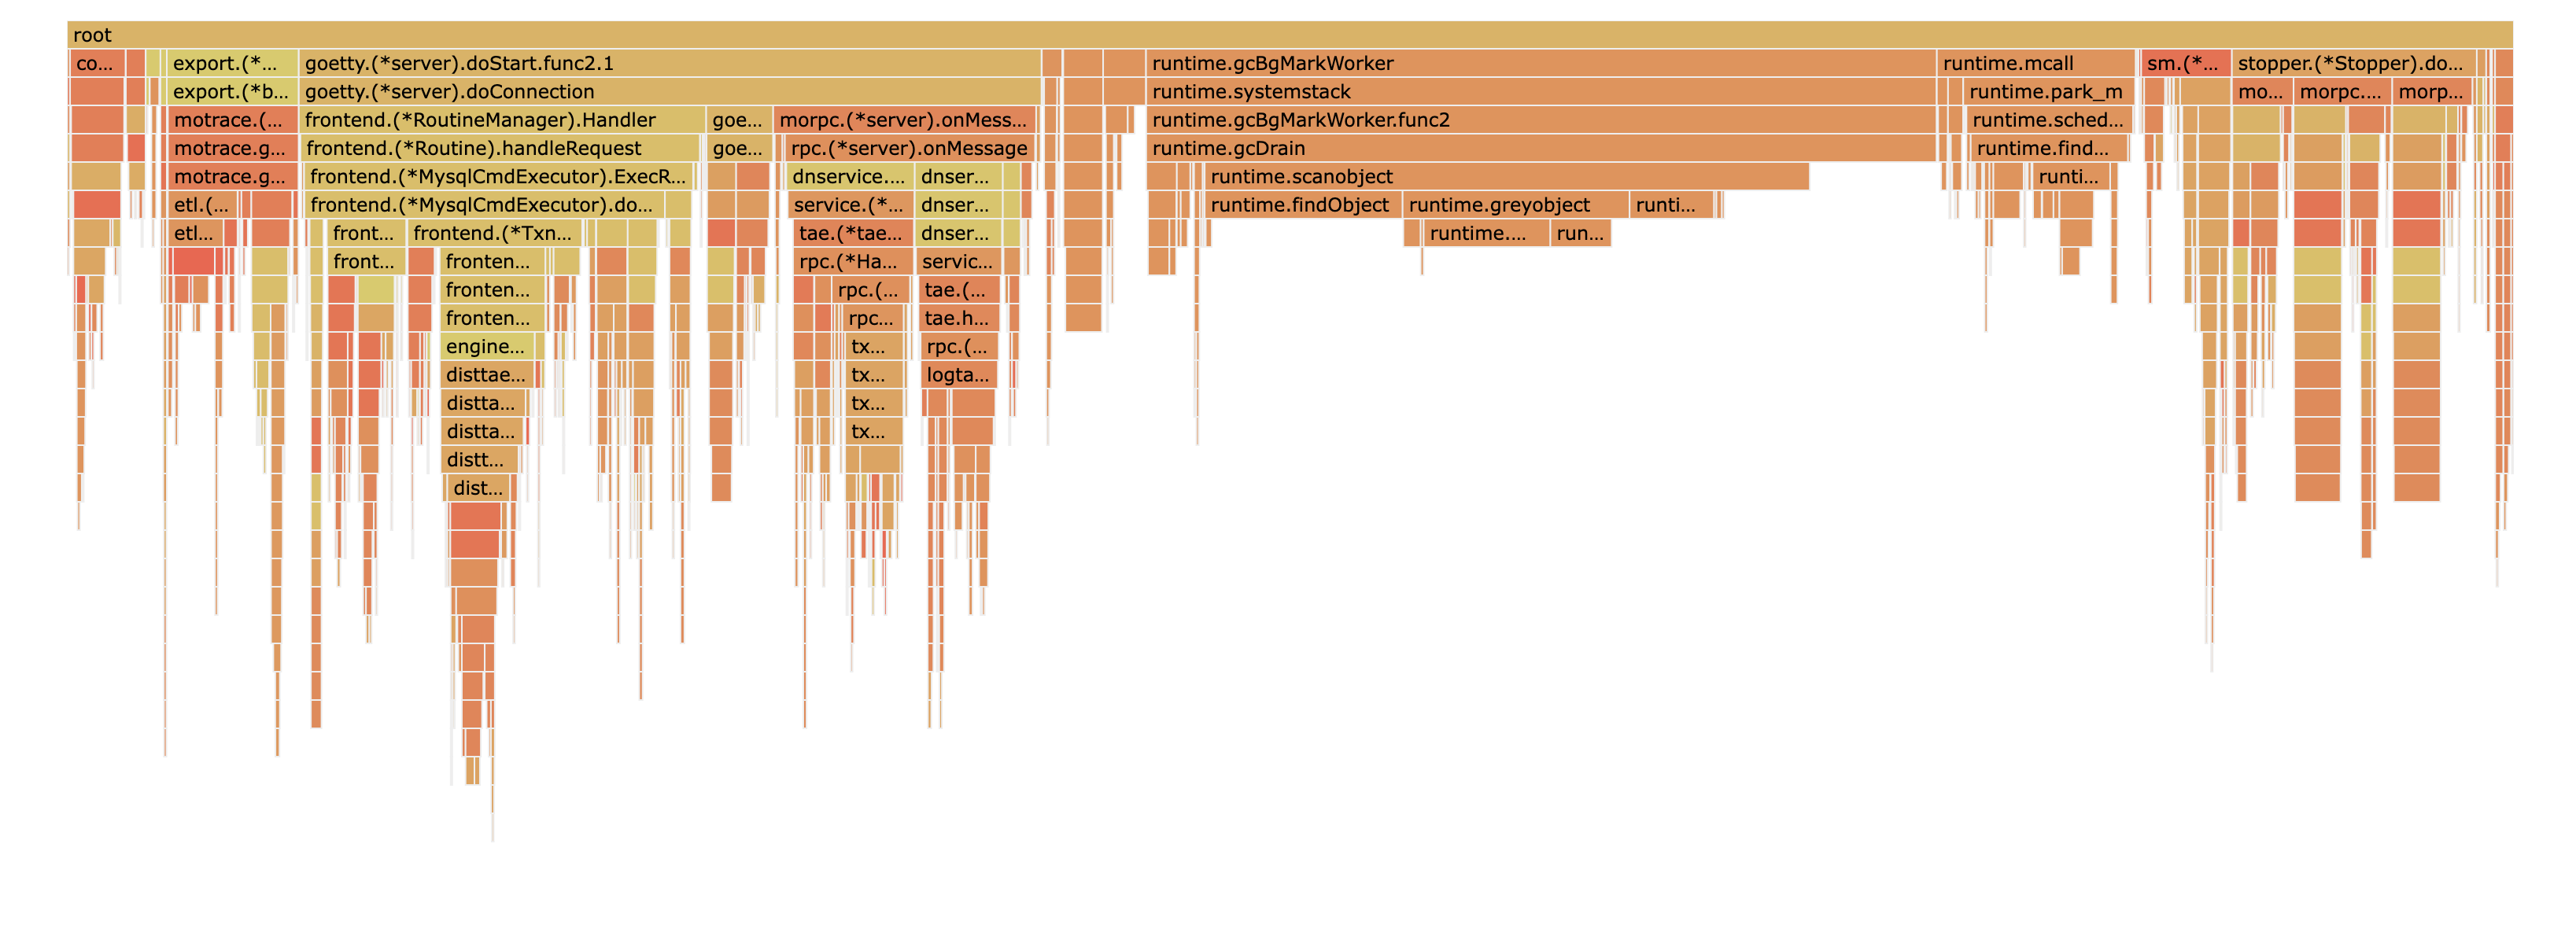 root
co... export.(*... goetty.(*server).doStart.func2.1 runtime.gcBgMarkWorker runtime.mcall sm.(*... stopper.(*Stopper).do...
export.(*b... goetty.(*server).doConnection runtime.systemstack runtime.park_m mo... morpc.... morp...
motrace.(... frontend.(*RoutineManager).Handler goe... morpc.(*server).onMess... runtime.gcBgMarkWorker.func2 runtime.sched...
motrace.g... frontend.(*Routine).handleRequest goe... rpc.(*server).onMessage runtime.gcDrain runtime.find...
motrace.g... frontend.(*MysqlCmdExecutor).ExecR... dnservice.... dnser... runtime.scanobject runti...
etl.(... frontend.(*MysqlCmdExecutor).do... service.(*... dnser... runtime.findObject runtime.greyobject runti...
etl... front... frontend.(*Txn... tae.(*tae... dnser... runtime.... run...
front... fronten... rpc.(*Ha... servic...
fronten... rpc.(... tae.(...
fronten... rpc... tae.h...
engine... tx... rpc.(...
disttae... tx... logta...
distta... tx...
distta... tx...
distt...
dist...